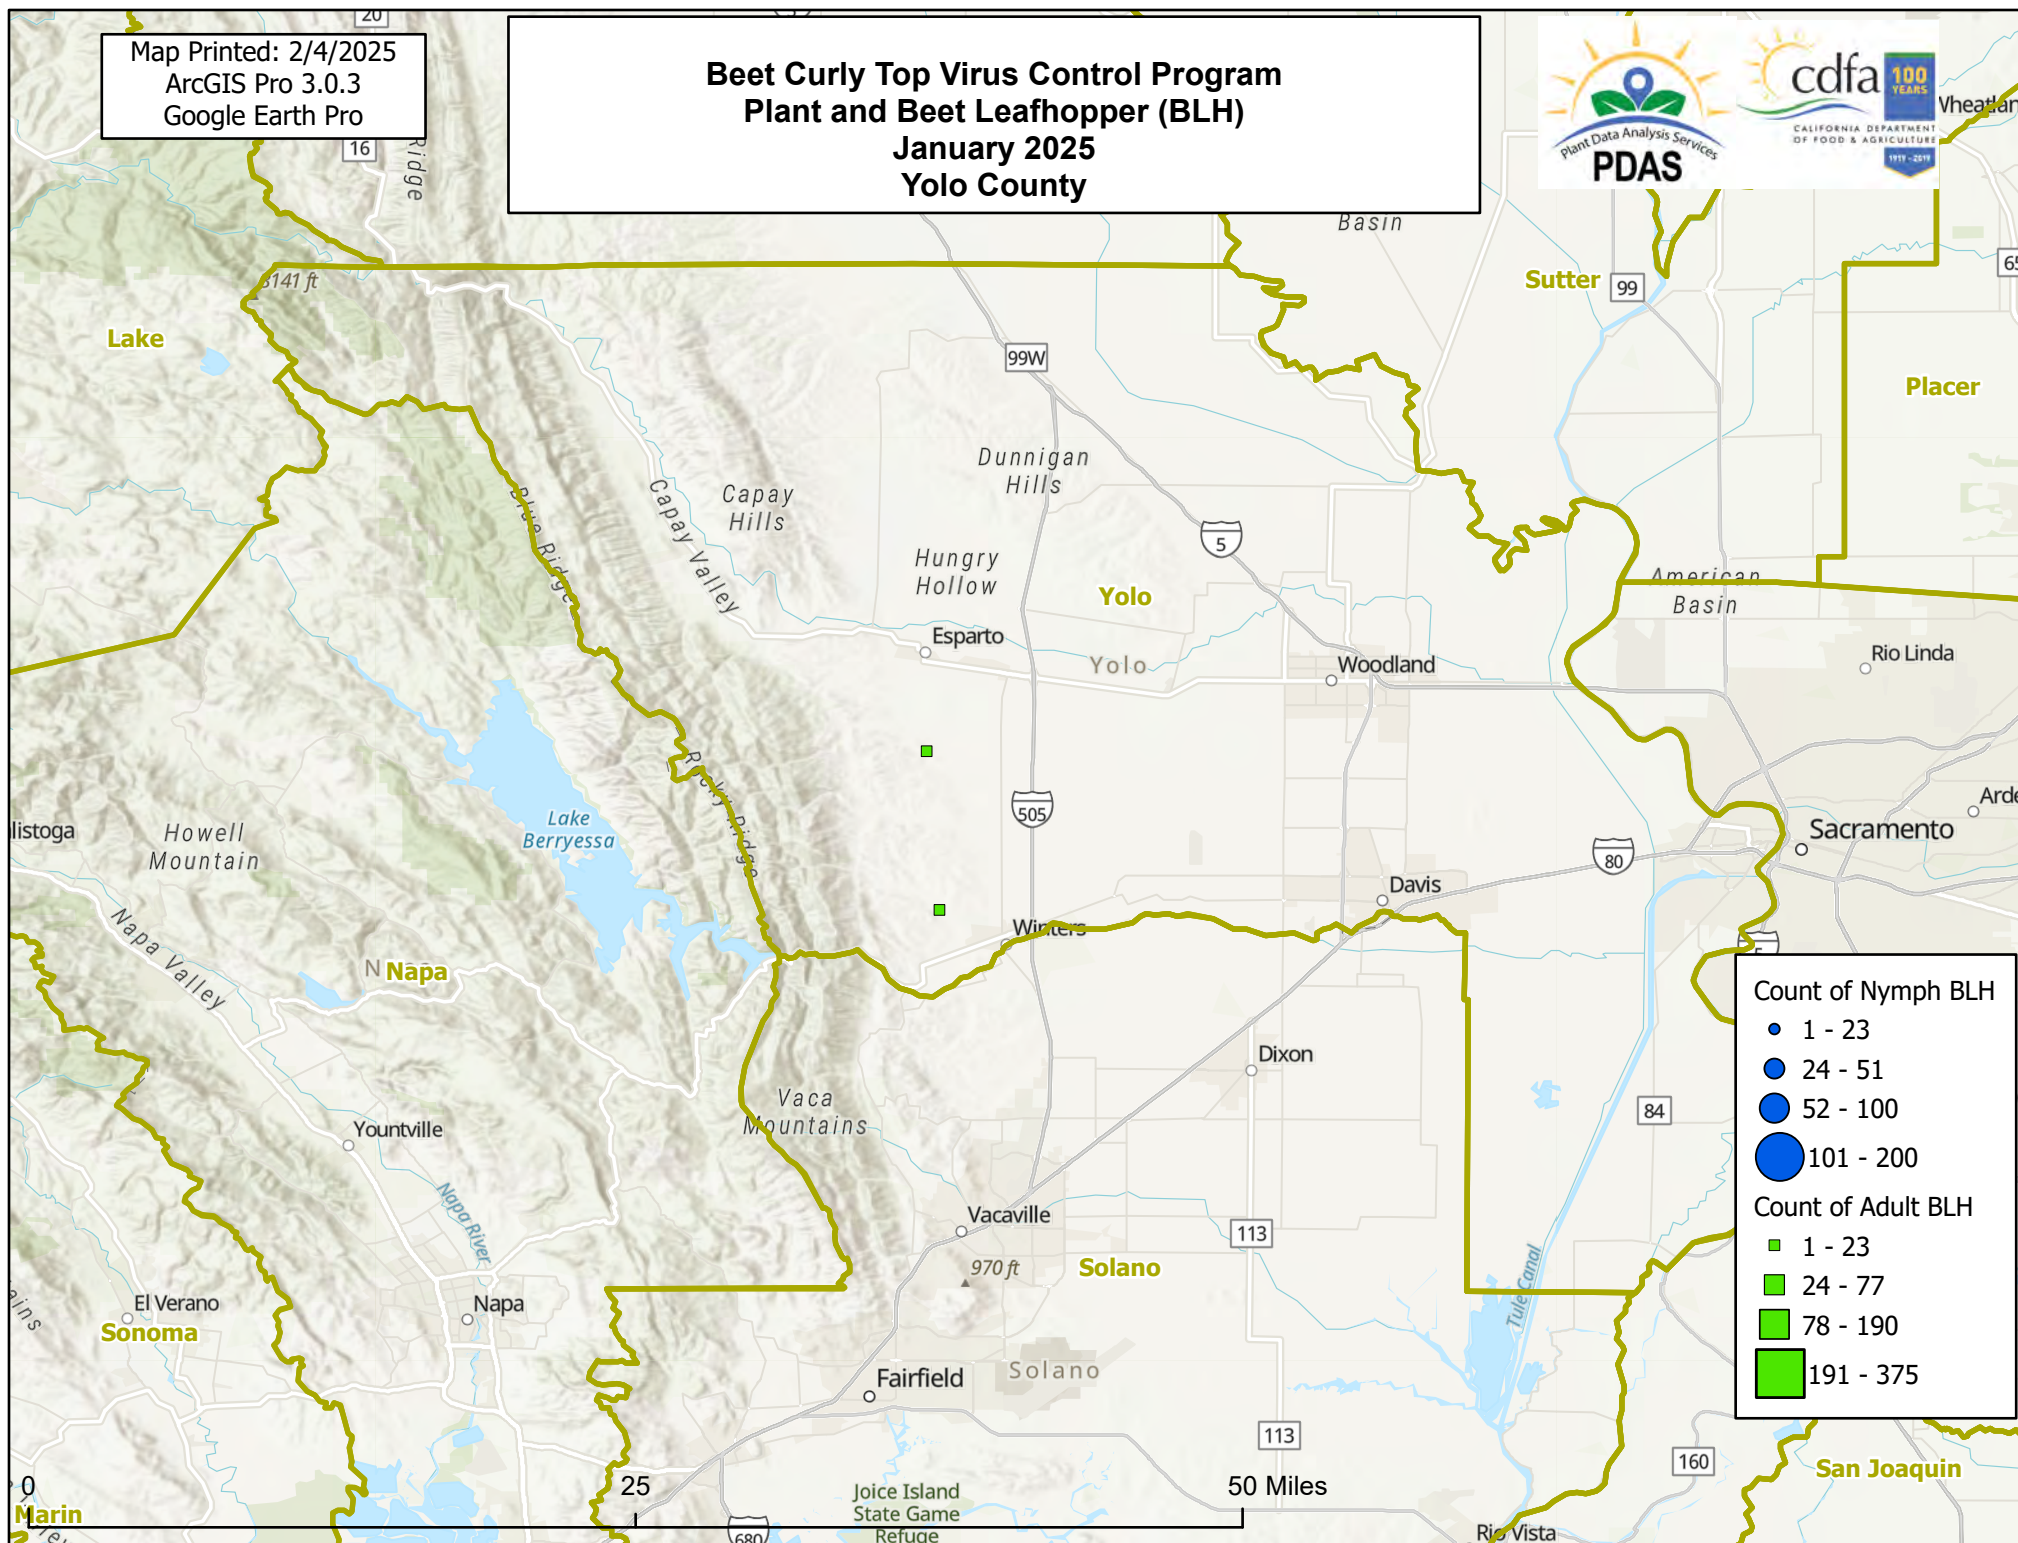 Map Printed: 2/4/2025
ArcGIS Pro 3.0.3
Google Earth Pro
Beet Curly Top Virus Control Program
Plant and Beet Leafhopper (BLH)
January 2025
Yolo County
Plant Data Analysis Services
PDAS
cdfa
100
YEARS
CALIFORNIA DEPARTMENT
OF FOOD & AGRICULTURE
1919 - 2019
20
16
Ridge
Basin
Sutter
99
65
3141 ft
Lake
99W
Placer
Dunnigan
Hills
Capay
Hills
Capay Valley
Blue Ridge
5
Hungry
Hollow
Yolo
American
Basin
Esparto
Yolo
Woodland
Rio Linda
Rocky Ridge
505
Lake
Berryessa
Howell
Mountain
80
Sacramento
Davis
Winters
Napa Valley
Napa
5
Dixon
Vaca
Mountains
84
Yountville
Napa River
Vacaville
970 ft
113
Solano
Tule Canal
El Verano
Sonoma
Napa
Fairfield
Solano
113
160
San Joaquin
Joice Island
State Game
Refuge
680
Rio Vista
Marin
0
25
50 Miles
Count of Nymph BLH
1 - 23
24 - 51
52 - 100
101 - 200
Count of Adult BLH
1 - 23
24 - 77
78 - 190
191 - 375